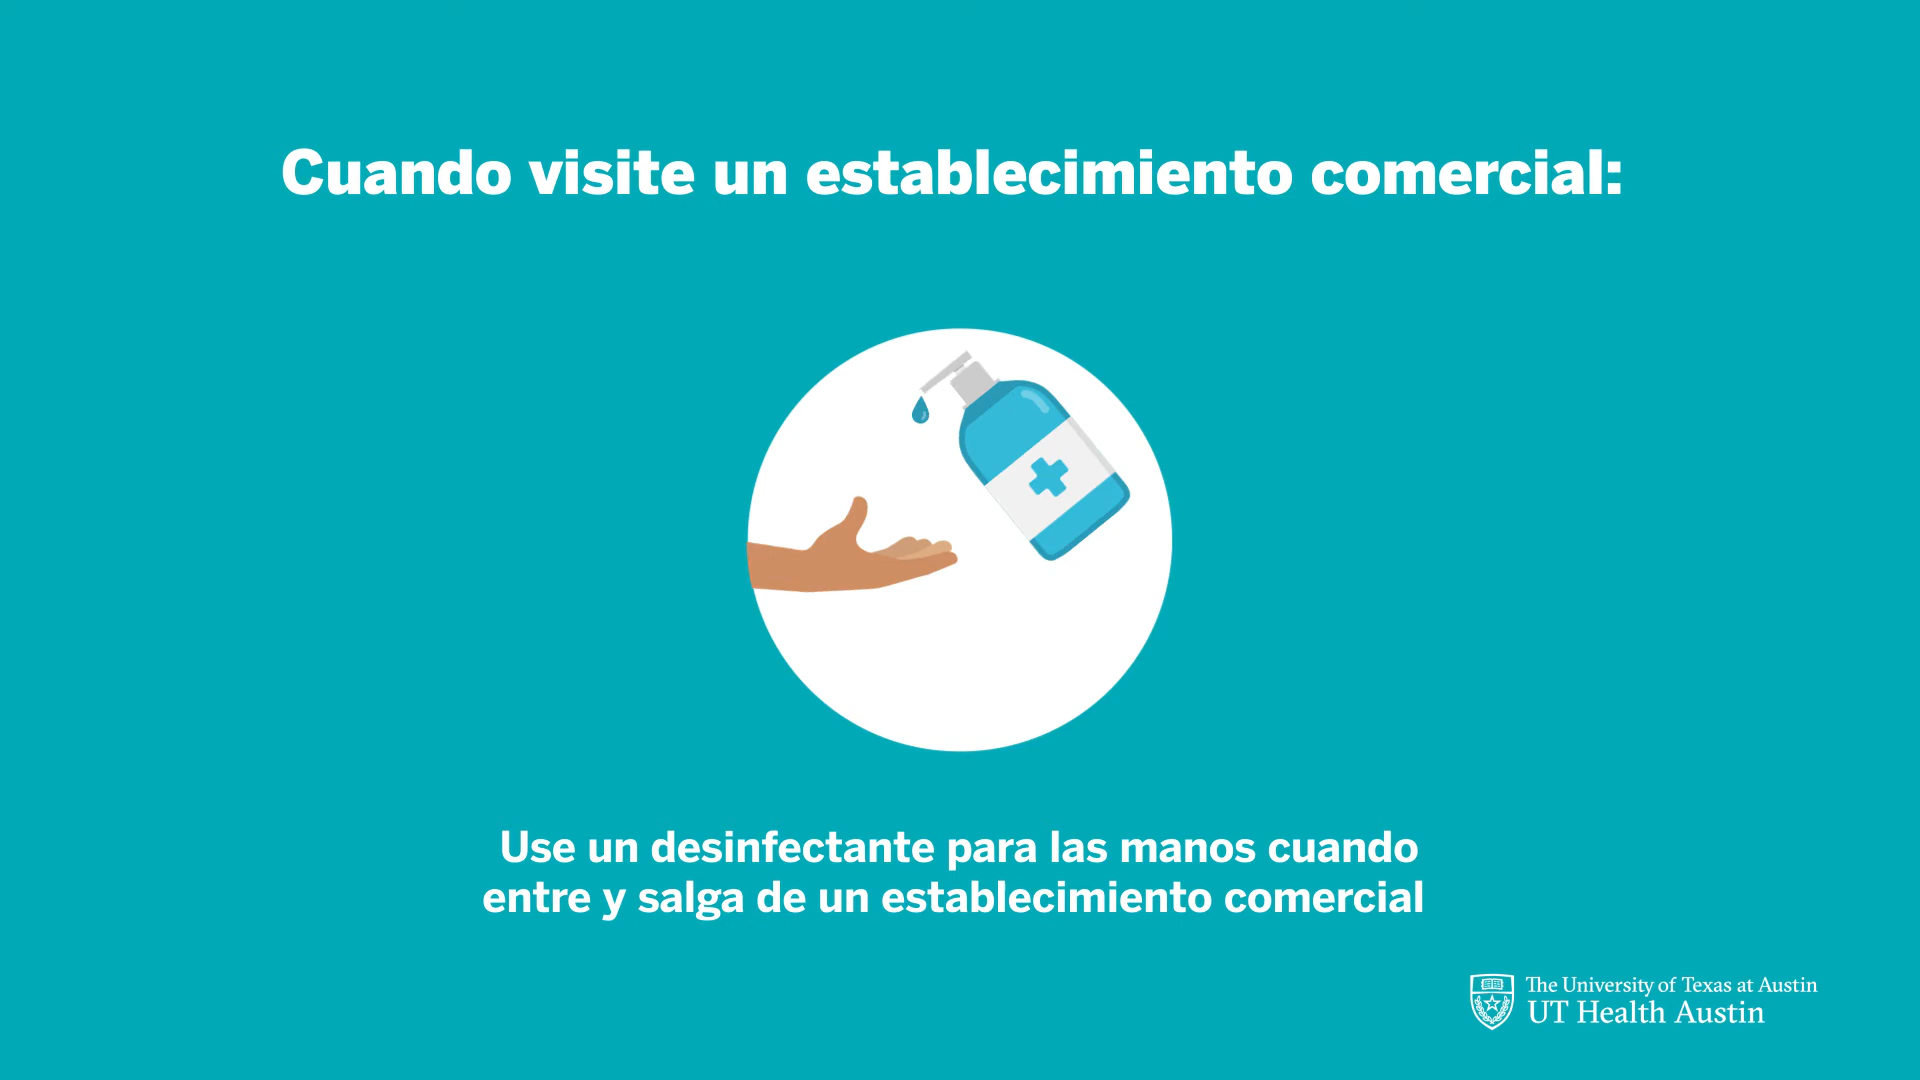 Cuando visite un establecimiento comercial:
Use un desinfectante para las manos cuando
entre y salga de un establecimiento comercial
The University of Texas at Austin
UT Health Austin